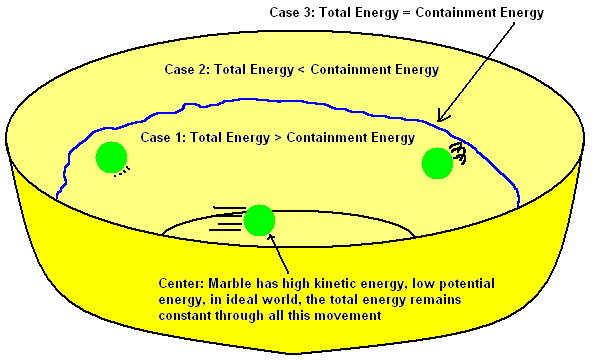 Case 3: Total Energy = Containment Energy
Case 2: Total Energy < Containment Energy
Case 1: Total Energy > Containment Energy
Center: Marble has high kinetic energy, low potential
energy, in ideal world, the total energy remains
constant through all this movement